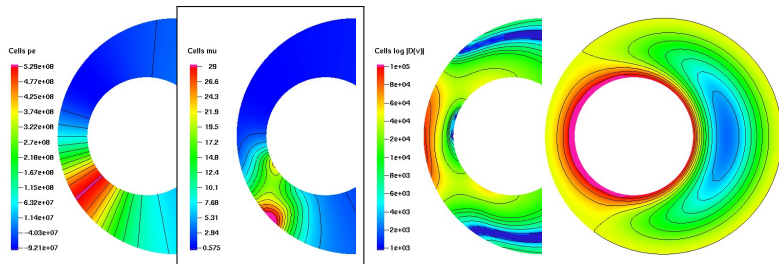 Cells pe
5.29e+08
4.77e+08
4.25e+08
3.74e+08
3.22e+08
2.7e+08
2.18e+08
1.67e+08
1.15e+08
6.32e+07
1.14e+07
-4.03e+07
-9.21e+07
Cells mu
29
26.6
24.3
21.9
19.5
17.2
14.8
12.4
10.1
7.68
5.31
2.94
0.575
Cells log |D(v)|
1e+05
8e+04
6e+04
4e+04
2e+04
1e+04
8e+03
6e+03
4e+03
2e+03
1e+03